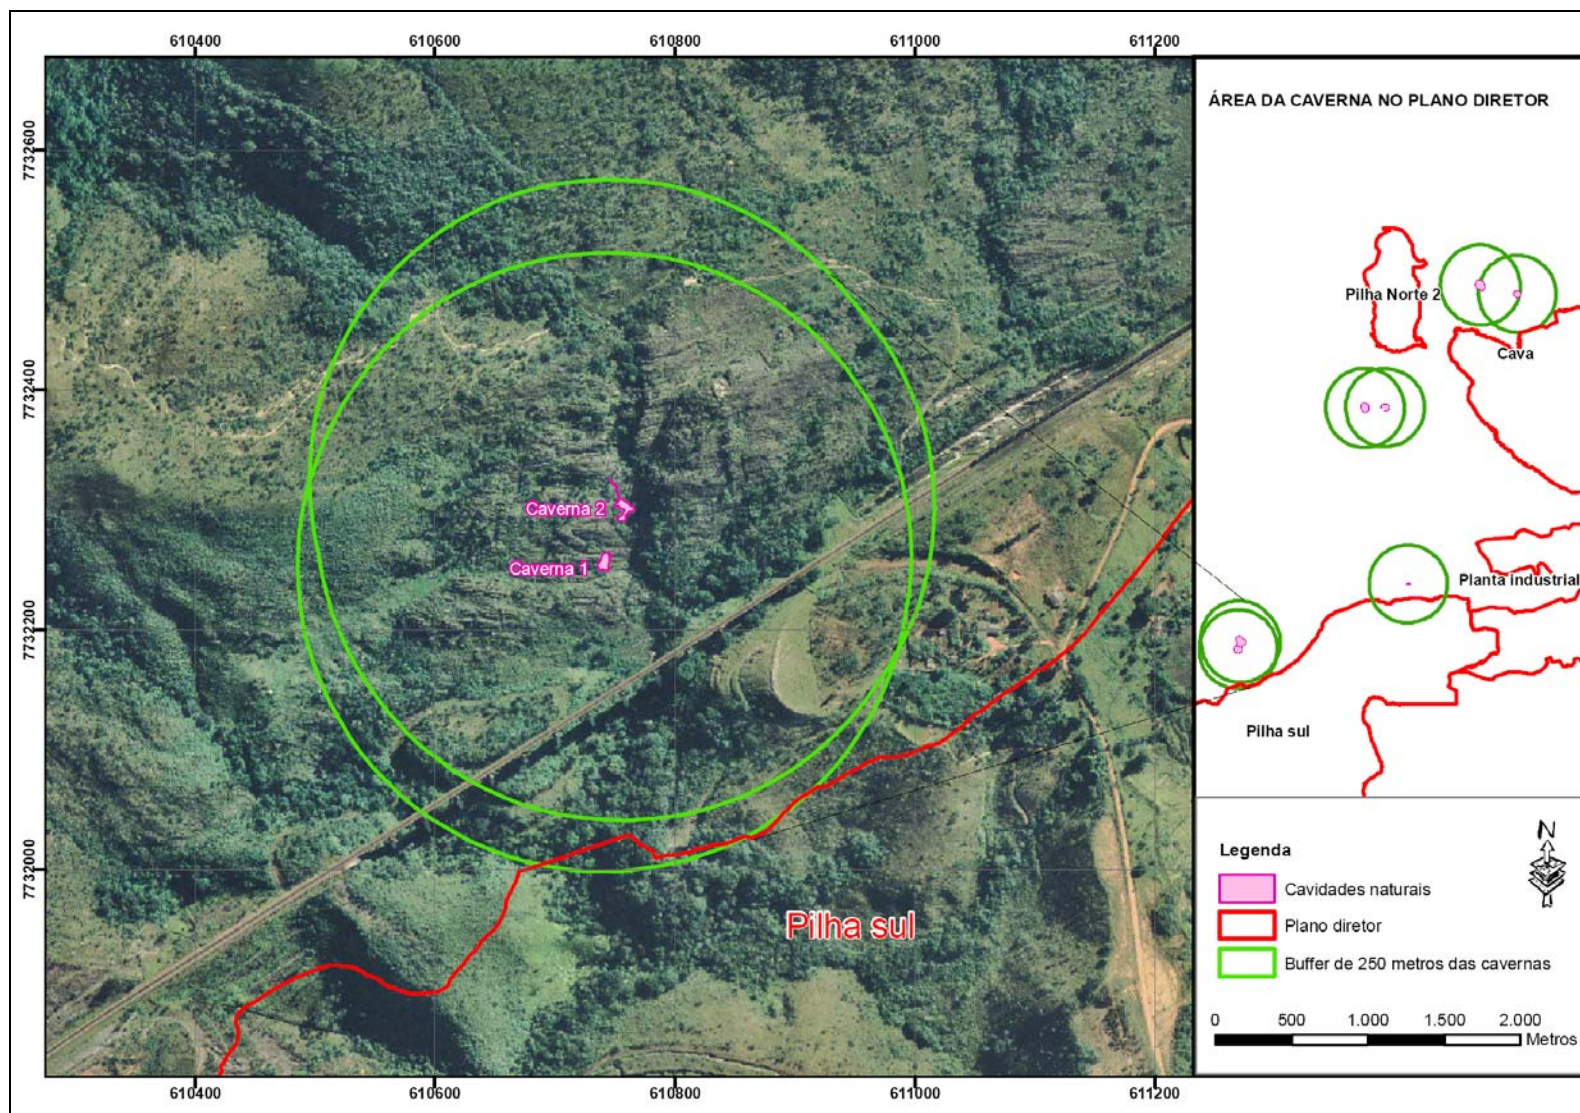 610400 610600 610800 611000 611200
7732600
7732400
7732200
7732000
Caverna 2
Caverna 1
Pilha sul
610400 610600 610800 611000 611200
ÁREA DA CAVERNA NO PLANO DIRETOR
Pilha Norte 2
Cava
Planta industrial
Pilha sul
N
Legenda
Cavidades naturais
Plano diretor
Buffer de 250 metros das cavernas
0 500 1.000 1.500 2.000
Metros